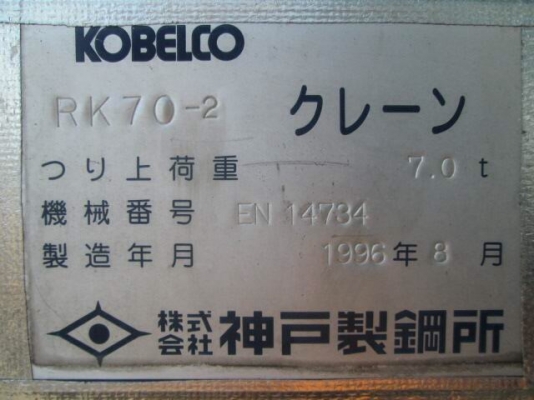 KOBELCO
RK70-2 クレーン
つり上荷重 7.0 t
機械番号 EN 14734
製造年月 1996年 8 月
株式会社 神戸製鋼所